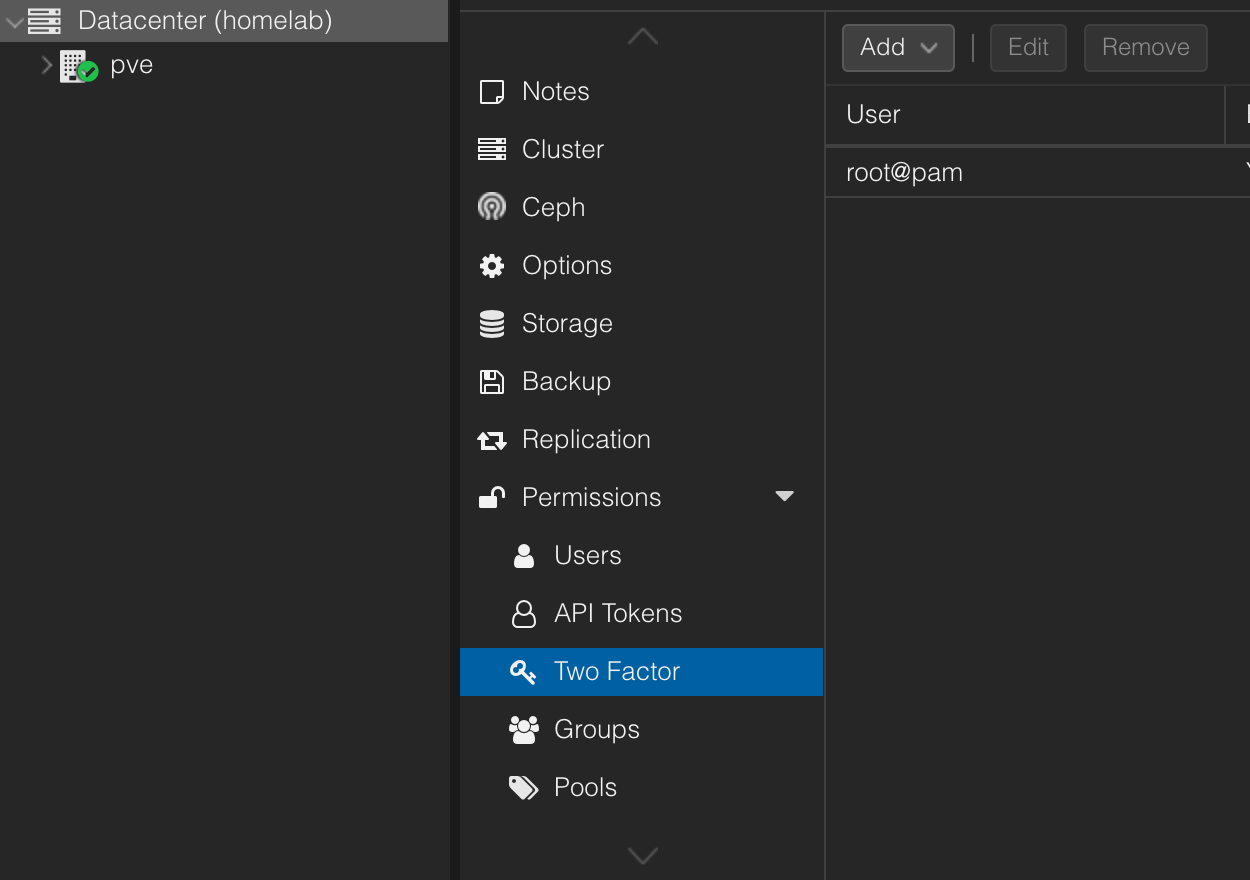 Datacenter (homelab)
pve
Notes
Cluster
Ceph
Options
Storage
Backup
Replication
Permissions
Users
API Tokens
Two Factor
Groups
Pools
Add
Edit
Remove
User
root@pam